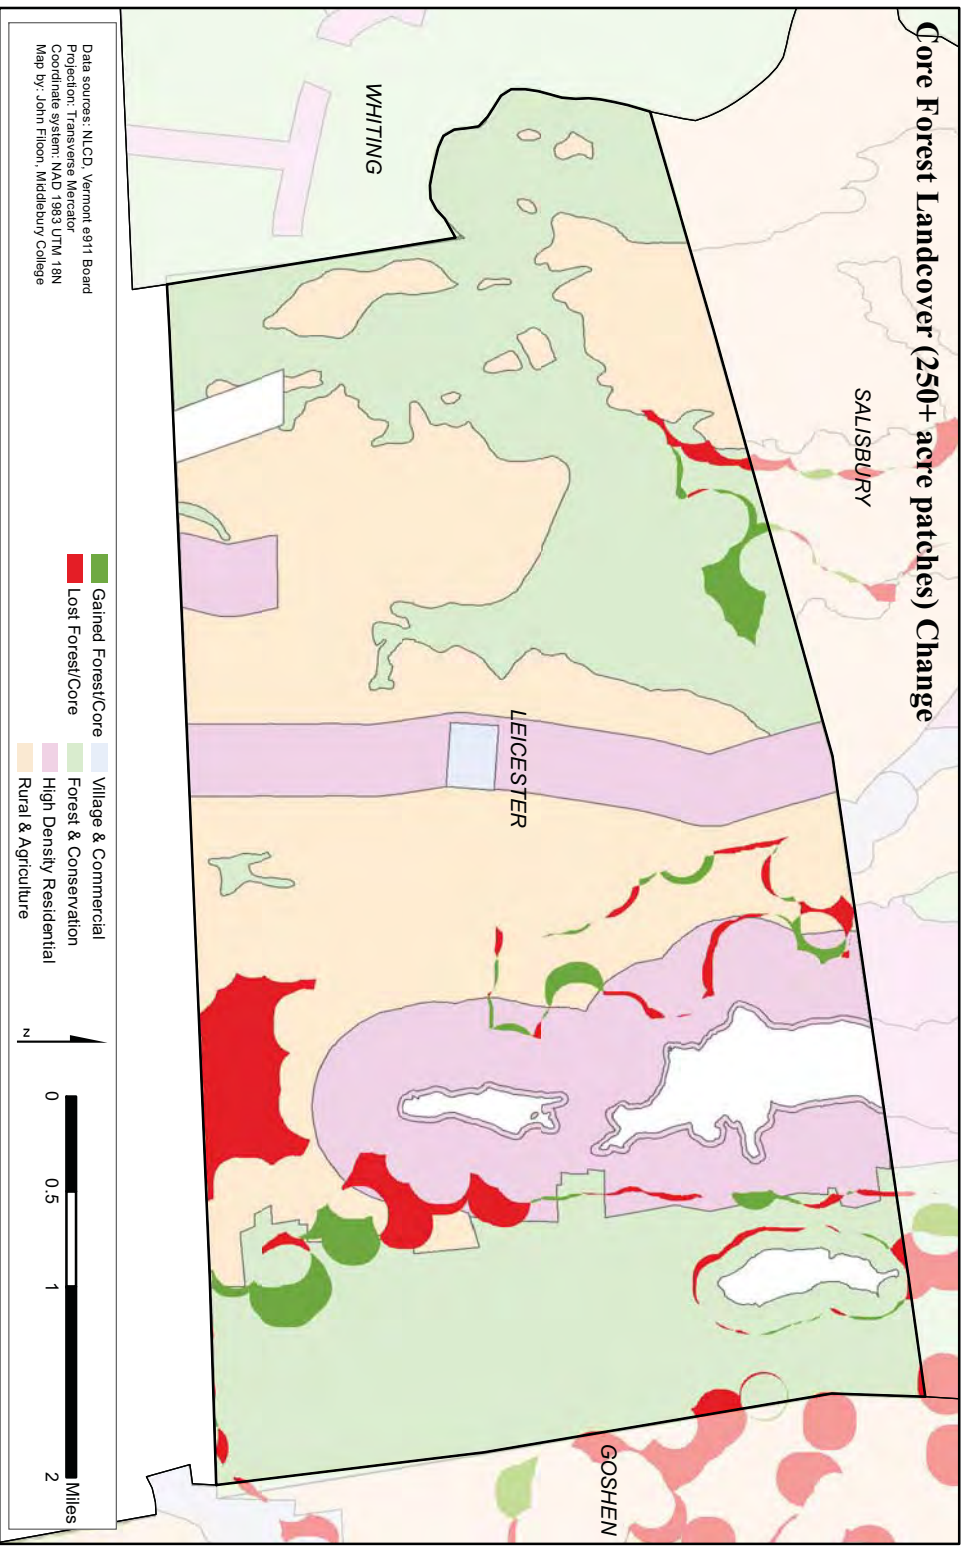 Core Forest Landcover (250+ acre patches) Change
SALISBURY
WHITING
LEICESTER
GOSHEN
Data sources: NLCD, Vermont e911 Board
Projection: Transverse Mercator
Coordinate system: NAD 1983 UTM 18N
Map by: John Filoon, Middlebury College
Gained Forest/Core
Lost Forest/Core
Village & Commercial
Forest & Conservation
High Density Residential
Rural & Agriculture
N
0 0.5 1 2
Miles